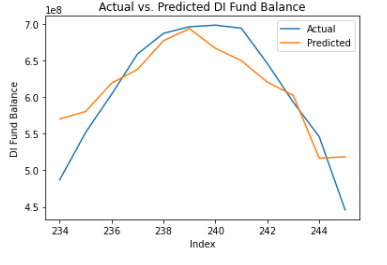 Actual vs. Predicted DI Fund Balance
1e8
Actual
Predicted
7.0
6.5
6.0
5.5
5.0
4.5
DI Fund Balance
234 236 238 240 242 244
Index